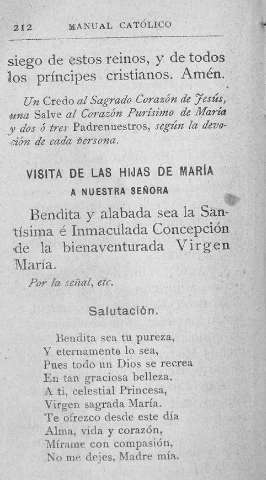 212 MANUAL CATÓLICO
siego de estos reinos, y de todos
los príncipes cristianos. Amén.
Un Credo al Sagrado Corazón de Jesús,
una Salve al Corazón Purísimo de María
y dos ó tres Padrenuestros, según la devo-
ción de cada persona.
VISITA DE LAS HIJAS DE MARÍA
A NUESTRA SEÑORA
Bendita y alabada sea la San-
tísima é Inmaculada Concepción
de la bienaventurada Virgen
María.
Por la señal, etc.
Salutación.
Bendita sea tu pureza,
Y eternamente lo sea,
Pues todo un Dios se recrea
En tan graciosa belleza.
A ti, celestial Princesa,
Virgen sagrada María.
Te ofrezco desde este día
Alma, vida y corazón,
Mírame con compasión,
No me dejes, Madre mía.